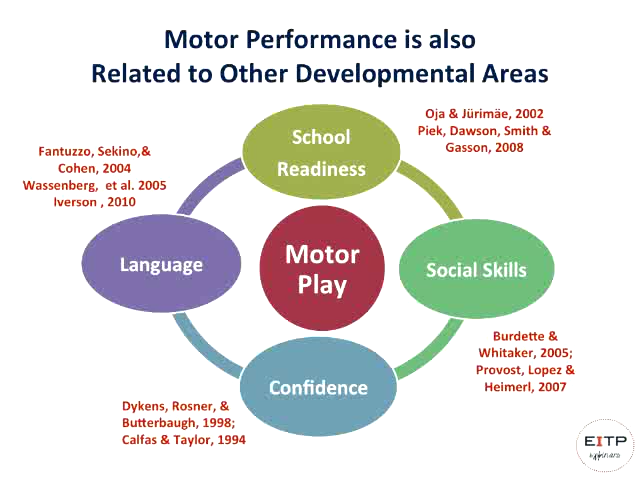 Motor Performance is also
Related to Other Developmental Areas
Oja & Jürimäe, 2002
Piek, Dawson, Smith &
Gasson, 2008
School
Readiness
Fantuzzo, Sekino,&
Cohen, 2004
Wassenberg, et al. 2005
Iverson , 2010
Motor
Play
Language
Social Skills
Burdette &
Whitaker, 2005;
Provost, Lopez &
Heimerl, 2007
Confidence
Dykens, Rosner, &
Butterbaugh, 1998;
Calfas & Taylor, 1994
EITP